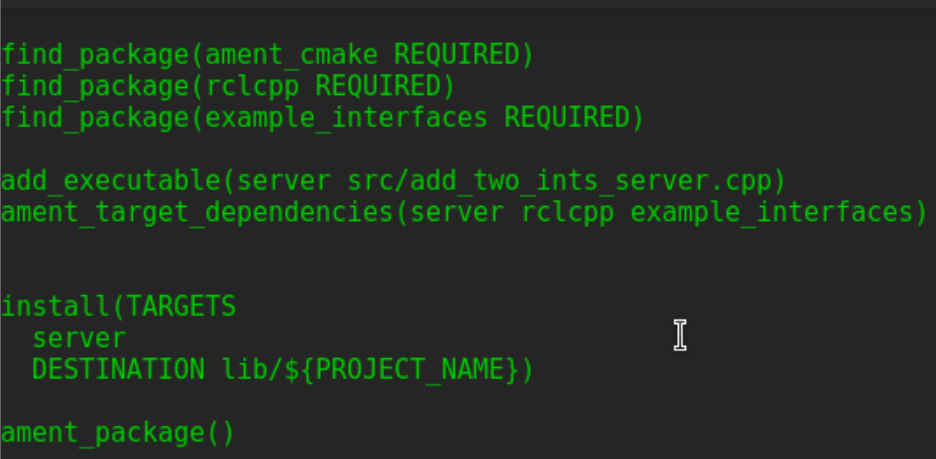 find_package(ament_cmake REQUIRED)
find_package(rclcpp REQUIRED)
find_package(example_interfaces REQUIRED)
add_executable(server src/add_two_ints_server.cpp)
ament_target_dependencies(server rclcpp example_interfaces)
install(TARGETS
  server
  DESTINATION lib/${PROJECT_NAME})
ament_package()